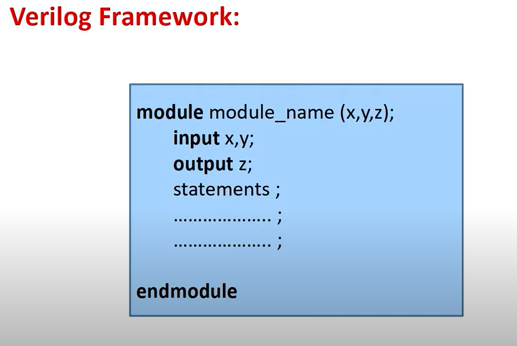 Verilog Framework:
module module_name (x,y,z);
input x,y;
output z;
statements ;
………………… ;
………………… ;
endmodule